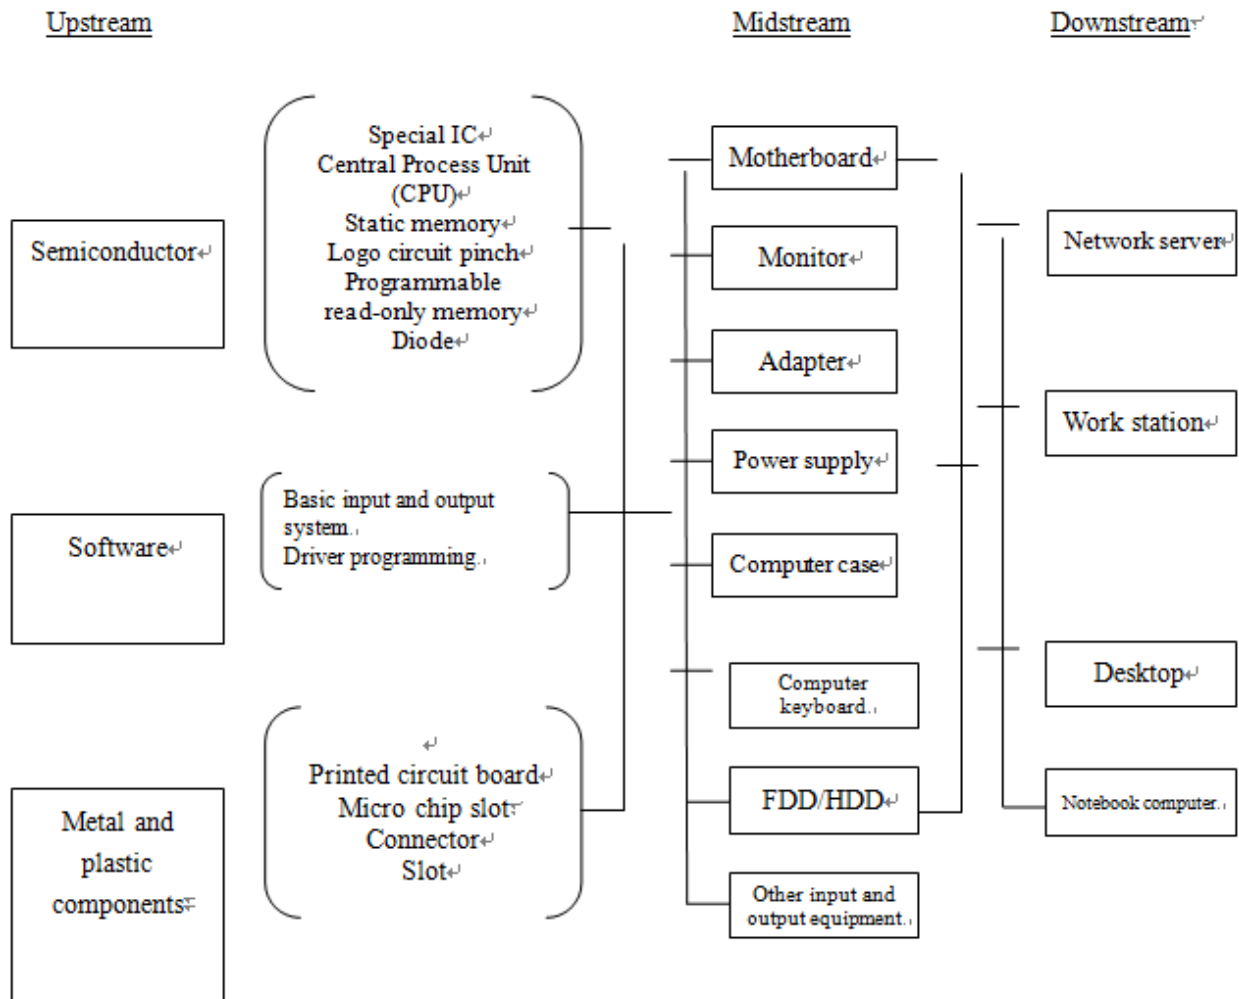 Upstream
Midstream
Downstream
Semiconductor
Special IC
Central Process Unit
(CPU)
Static memory
Logo circuit pinch
Programmable
read-only memory
Diode
Software
Basic input and output
system.
Driver programming.
Metal and
plastic
components
Printed circuit board
Micro chip slot
Connector
Slot
Motherboard
Monitor
Adapter
Power supply
Computer case
Computer
keyboard.
FDD/HDD
Other input and
output equipment.
Network server
Work station
Desktop
Notebook computer.